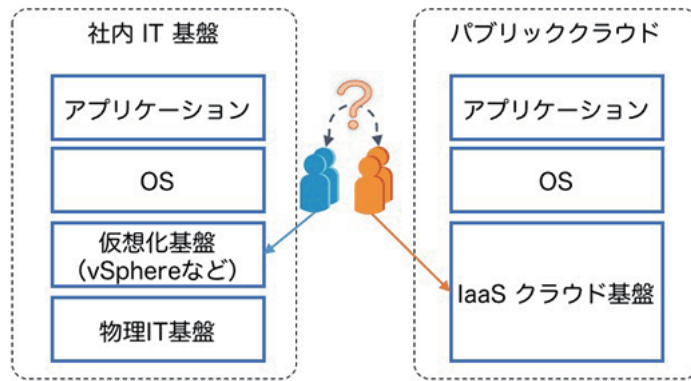 社内 IT 基盤
アプリケーション
OS
仮想化基盤
（vSphereなど）
物理IT基盤
?
パブリッククラウド
アプリケーション
OS
IaaS クラウド基盤